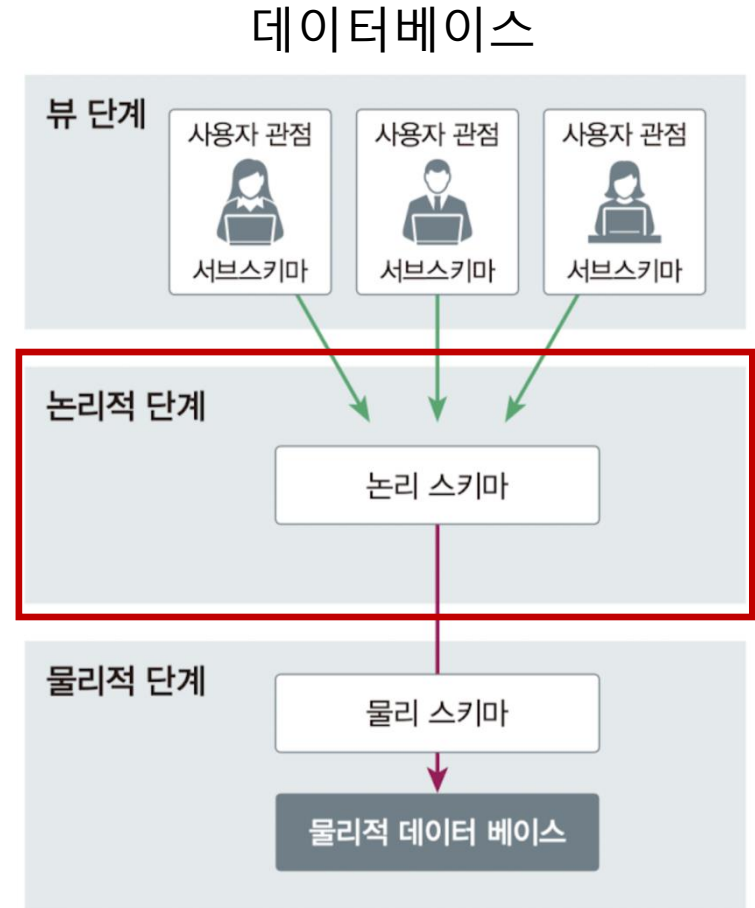 데이터베이스
뷰 단계
사용자 관점
서브스키마
사용자 관점
서브스키마
사용자 관점
서브스키마
논리적 단계
논리 스키마
물리적 단계
물리 스키마
물리적 데이터 베이스